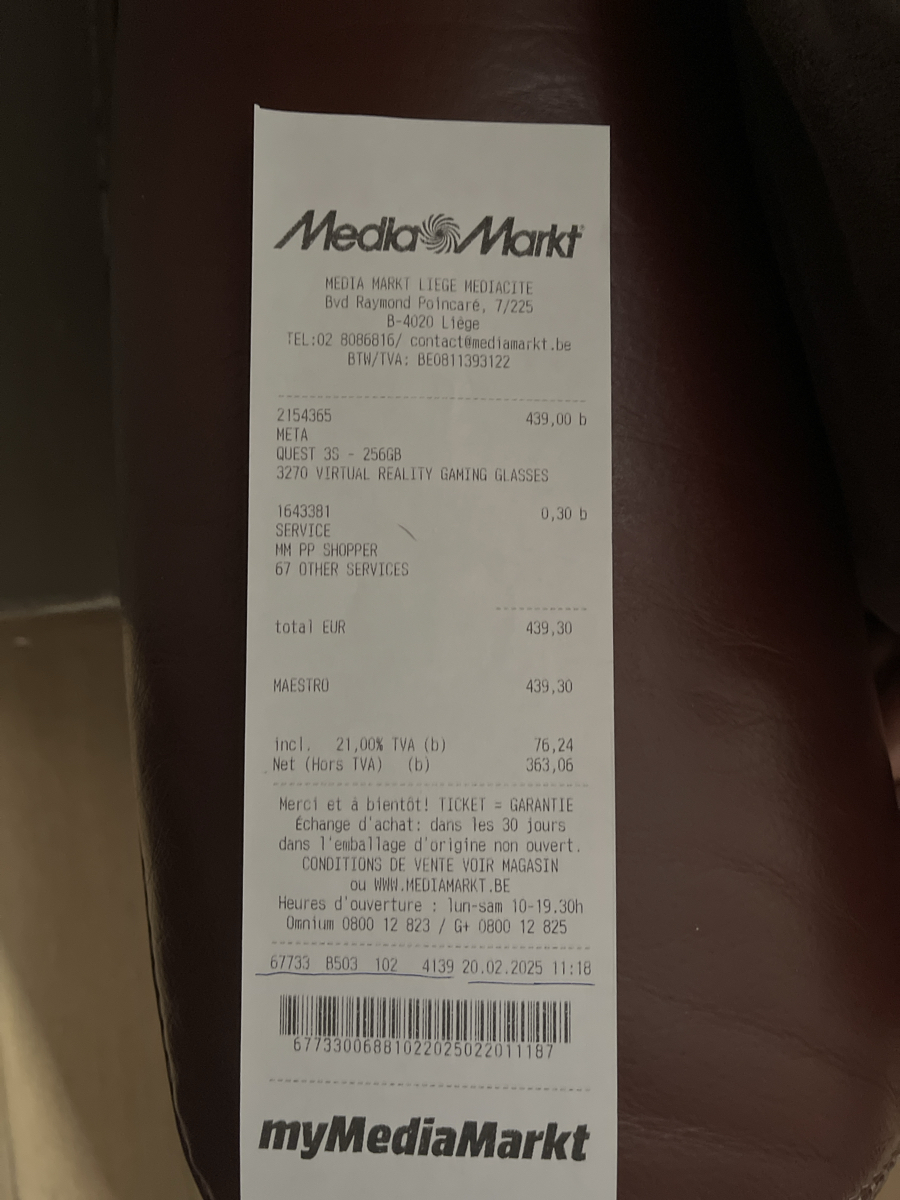 Media Markt
MEDIA MARKT LIEGE MEDIACITE
Bvd Raymond Poincaré, 7/225
B-4020 Liège
TEL:02 8086816/ contact@mediamarkt.be
BTW/TVA: BE0811393122
2154365 439,00 b
META
QUEST 3S - 256GB
3270 VIRTUAL REALITY GAMING GLASSES
1643381 0,30 b
SERVICE
MM PP SHOPPER
67 OTHER SERVICES
total EUR 439,30
MAESTRO 439,30
incl. 21,00% TVA (b) 76,24
Net (Hors TVA) (b) 363,06
Merci et à bientôt! TICKET = GARANTIE
Échange d'achat: dans les 30 jours
dans l'emballage d'origine non ouvert.
CONDITIONS DE VENTE VOIR MAGASIN
ou WWW.MEDIAMARKT.BE
Heures d'ouverture : lun-sam 10-19.30h
Omnium 0800 12 823 / G+ 0800 12 825
67733 B503 102 4139 20.02.2025 11:18
6773300688102202502201​1187
myMediaMarkt